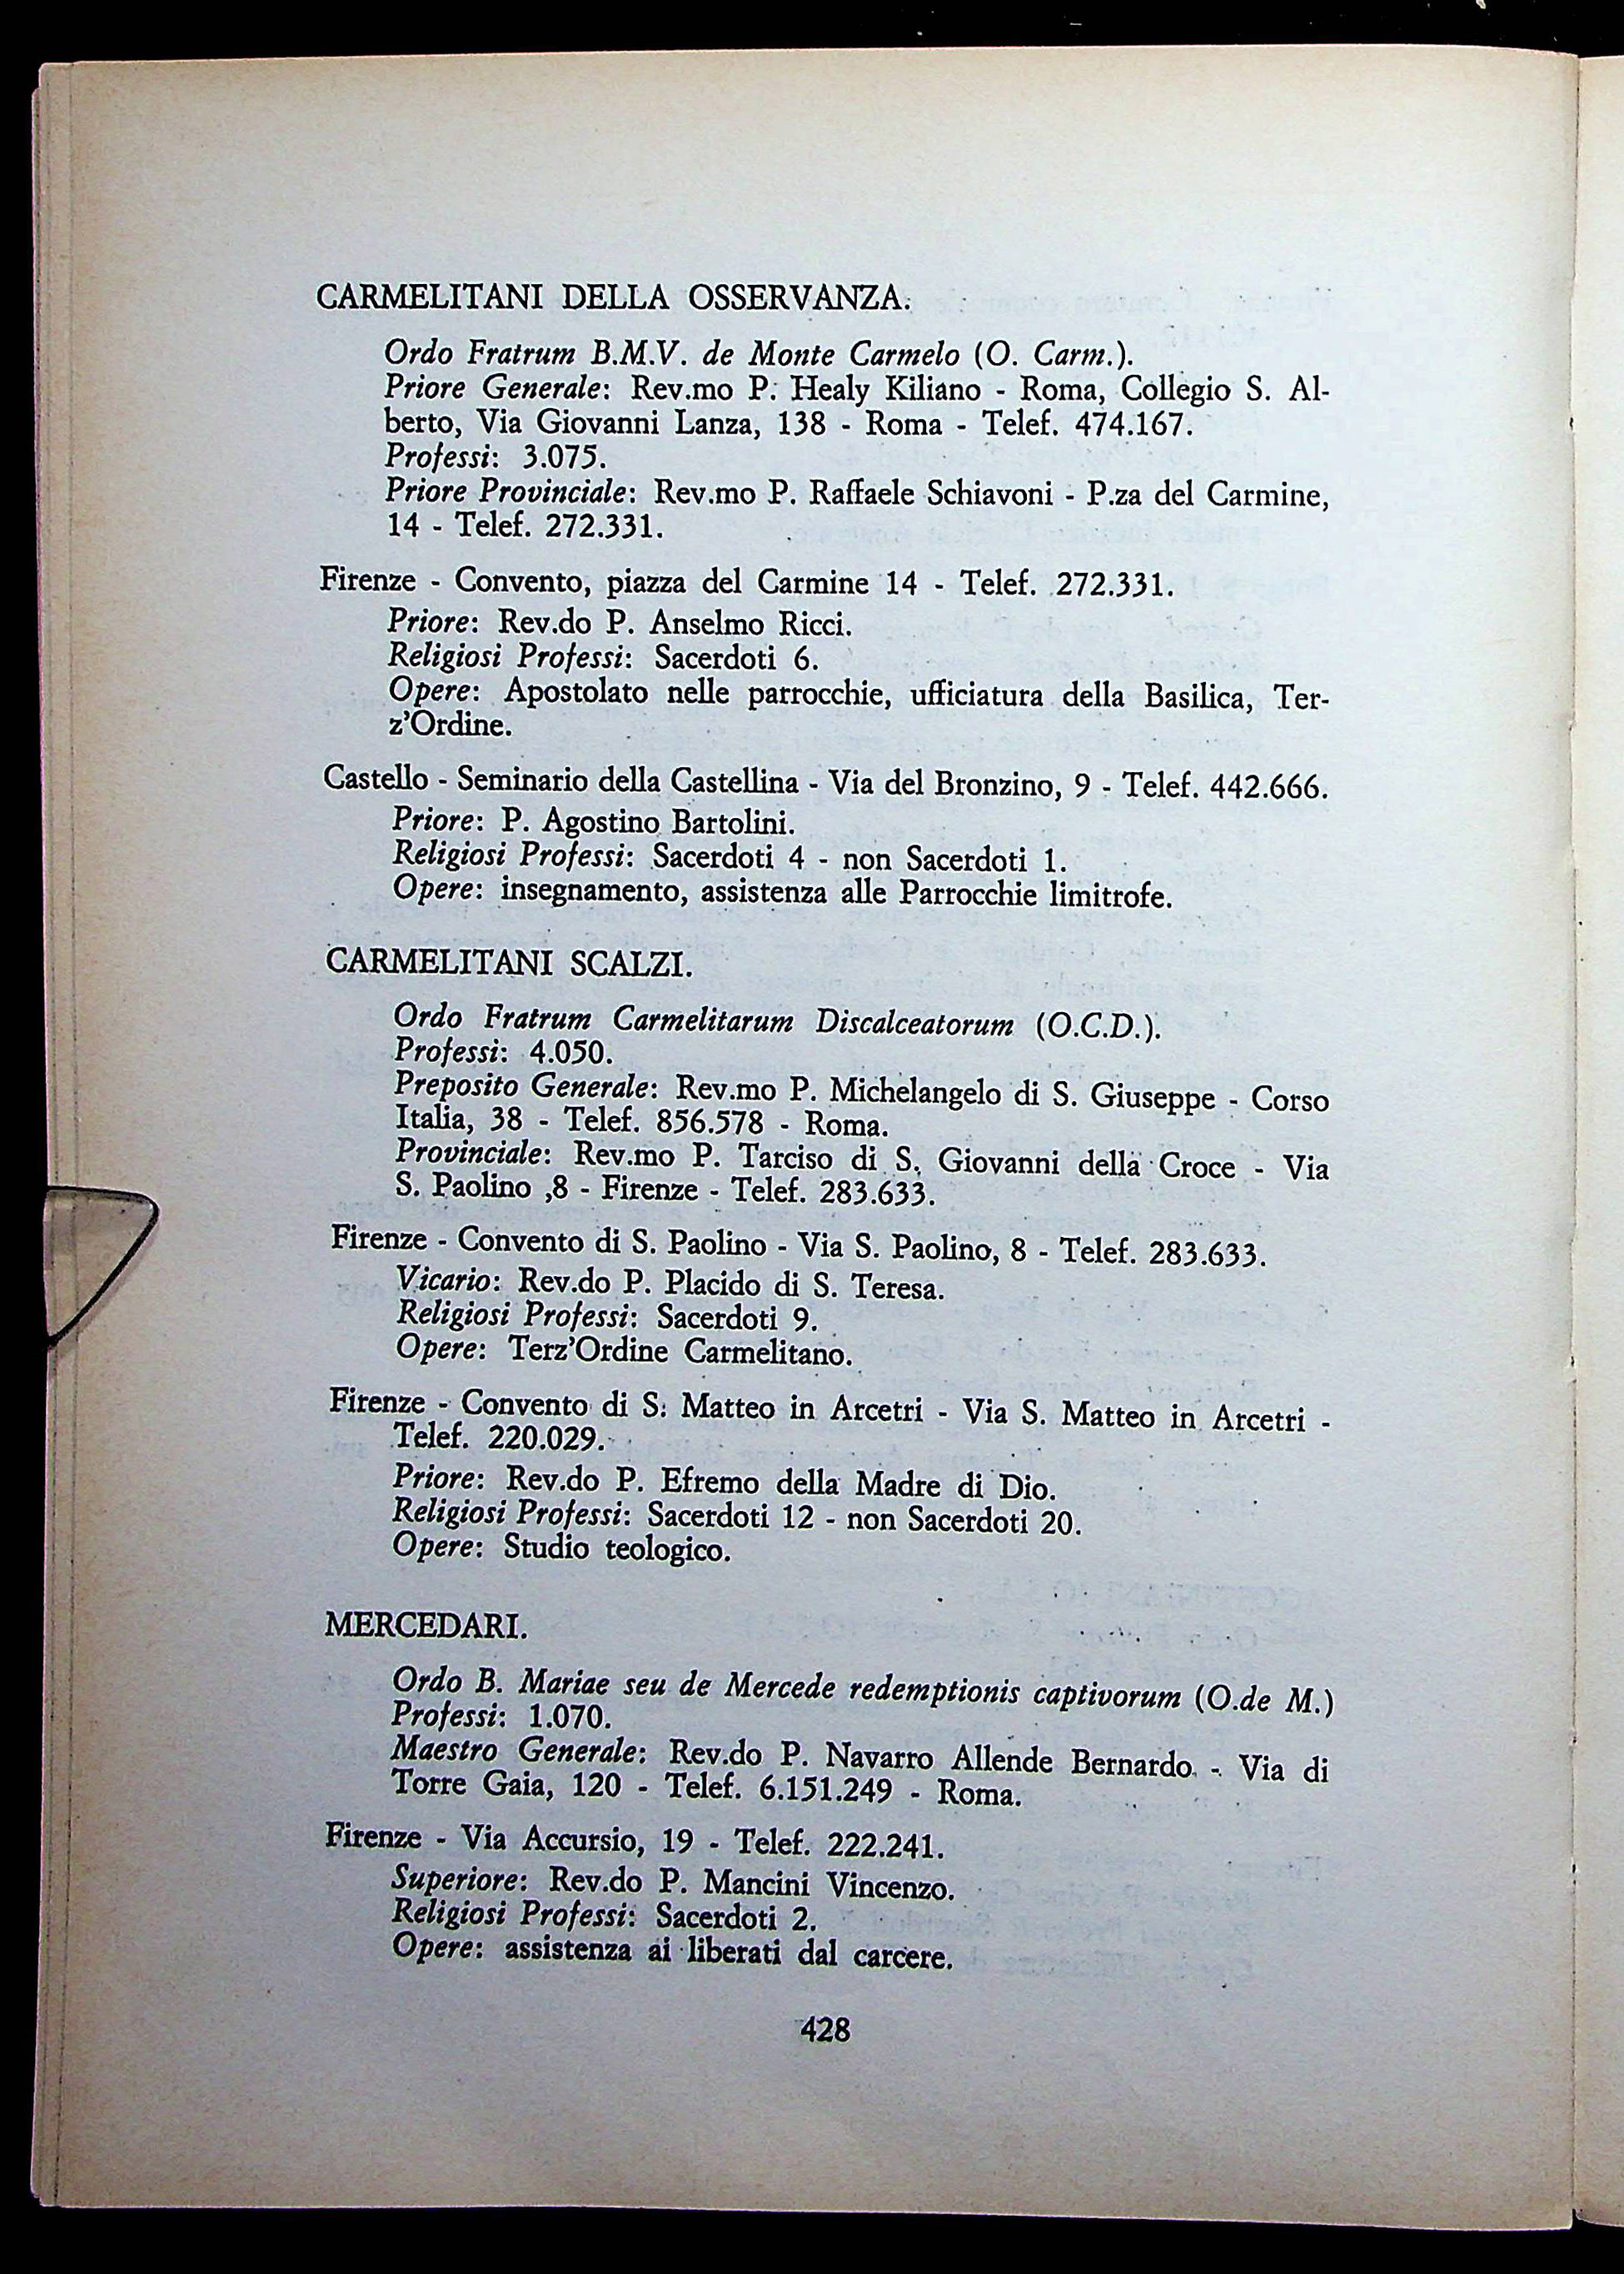 CARMELITANI DELLA OSSERVANZA.
Ordo Fratrum B.M.V. de Monte Carmelo (O. Carm.).
Priore Generale: Rev.mo P. Healy Kiliano - Roma, Collegio S. Al-
berto, Via Giovanni Lanza, 138 - Roma - Telef. 474.167.
Professi: 3.075.
Priore Provinciale: Rev.mo P. Raffaele Schiavoni - P.za del Carmine,
14 - Telef. 272.331.
Firenze - Convento, piazza del Carmine 14 - Telef. 272.331.
Priore: Rev.do P. Anselmo Ricci.
Religiosi Professi: Sacerdoti 6.
Opere: Apostolato nelle parrocchie, ufficiatura della Basilica, Ter-
z'Ordine.
Castello - Seminario della Castellina - Via del Bronzino, 9 - Telef. 442.666.
Priore: P. Agostino Bartolini.
Religiosi Professi: Sacerdoti 4 - non Sacerdoti 1.
Opere: insegnamento, assistenza alle Parrocchie limitrofe.
CARMELITANI SCALZI.
Ordo Fratrum Carmelitarum Discalceatorum (O.C.D.).
Professi: 4.050.
Preposito Generale: Rev.mo P. Michelangelo di S. Giuseppe - Corso
Italia, 38 - Telef. 856.578 - Roma.
Provinciale: Rev.mo P. Tarciso di S. Giovanni della Croce - Via
S. Paolino ,8 - Firenze - Telef. 283.633.
Firenze - Convento di S. Paolino - Via S. Paolino, 8 - Telef. 283.633.
Vicario: Rev.do P. Placido di S. Teresa.
Religiosi Professi: Sacerdoti 9.
Opere: Terz'Ordine Carmelitano.
Firenze - Convento di S. Matteo in Arcetri - Via S. Matteo in Arcetri -
Telef. 220.029.
Priore: Rev.do P. Efremo della Madre di Dio.
Religiosi Professi: Sacerdoti 12 - non Sacerdoti 20.
Opere: Studio teologico.
MERCEDARI.
Ordo B. Mariae seu de Mercede redemptionis captivorum (O.de M.)
Professi: 1.070.
Maestro Generale: Rev.do P. Navarro Allende Bernardo - Via di
Torre Gaia, 120 - Telef. 6.151.249 - Roma.
Firenze - Via Accursio, 19 - Telef. 222.241.
Superiore: Rev.do P. Mancini Vincenzo.
Religiosi Professi: Sacerdoti 2.
Opere: assistenza ai liberati dal carcere.
428